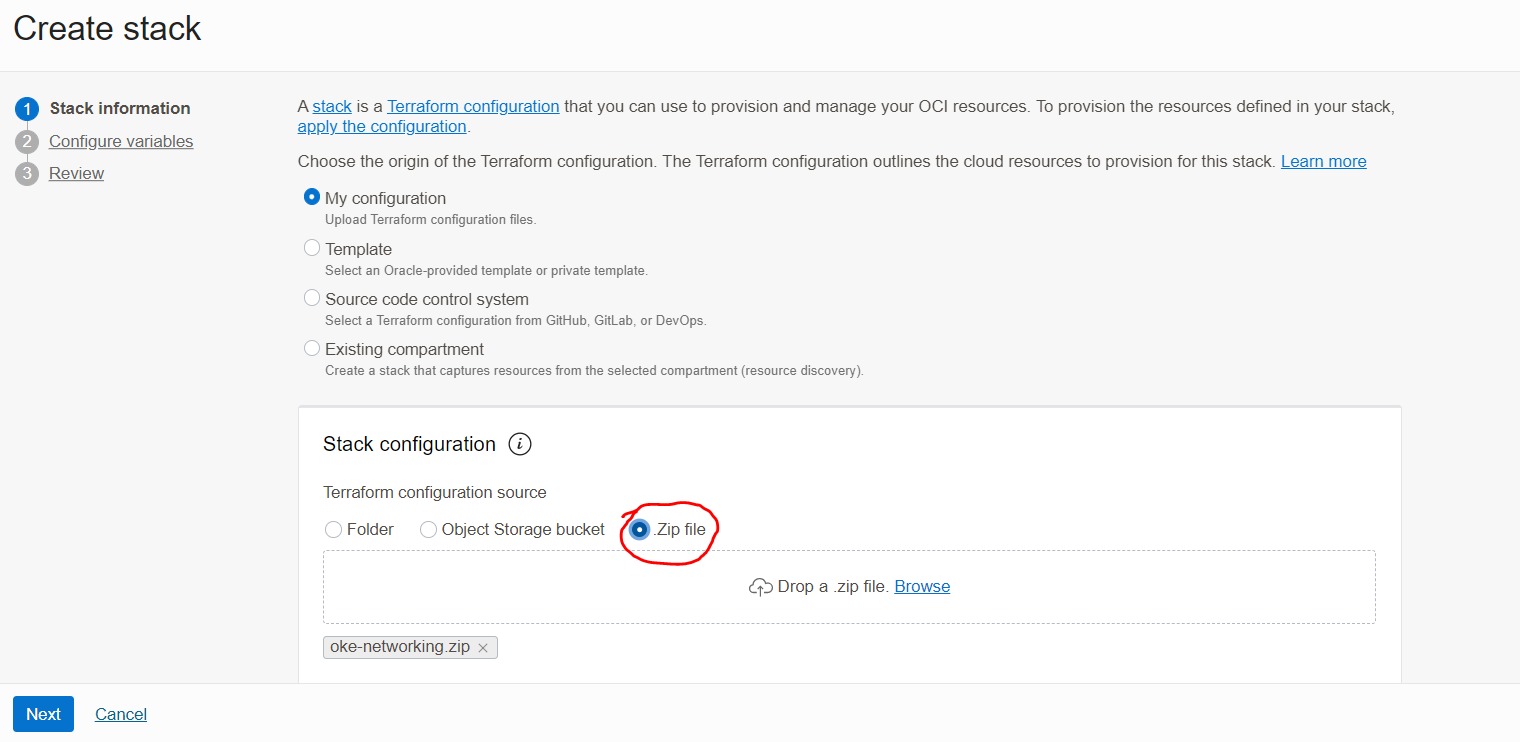 Create stack
1 Stack information
2 Configure variables
3 Review
A stack is a Terraform configuration that you can use to provision and manage your OCI resources. To provision the resources defined in your stack,
apply the configuration.
Choose the origin of the Terraform configuration. The Terraform configuration outlines the cloud resources to provision for this stack. Learn more
My configuration
Upload Terraform configuration files.
Template
Select an Oracle-provided template or private template.
Source code control system
Select a Terraform configuration from GitHub, GitLab, or DevOps.
Existing compartment
Create a stack that captures resources from the selected compartment (resource discovery).
Stack configuration i
Terraform configuration source
Folder Object Storage bucket .Zip file
Drop a .zip file. Browse
oke-networking.zip ×
Next Cancel